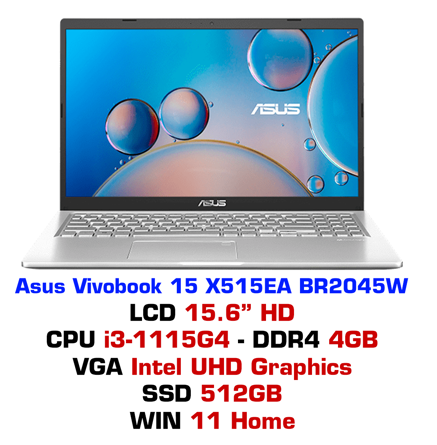 ASUS
ASUS
Asus Vivobook 15 X515EA BR2045W
LCD 15.6” HD
CPU i3-1115G4 - DDR4 4GB
VGA Intel UHD Graphics
SSD 512GB
WIN 11 Home